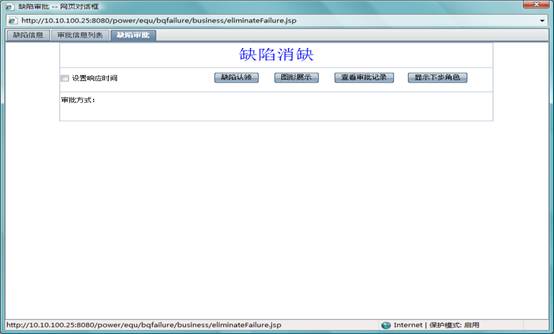 缺陷审批 -- 网页对话框
http://10.10.100.25:8080/power/equ/bqfailure/business/eliminateFailure.jsp
缺陷信息 审批信息列表 缺陷审批
缺陷消缺
设置响应时间 缺陷认领 图形展示 查看审批记录 显示下步角色
审批方式：
http://10.10.100.25:8080/power/equ/bqfailure/business/eliminateFailure.jsp Internet | 保护模式: 启用